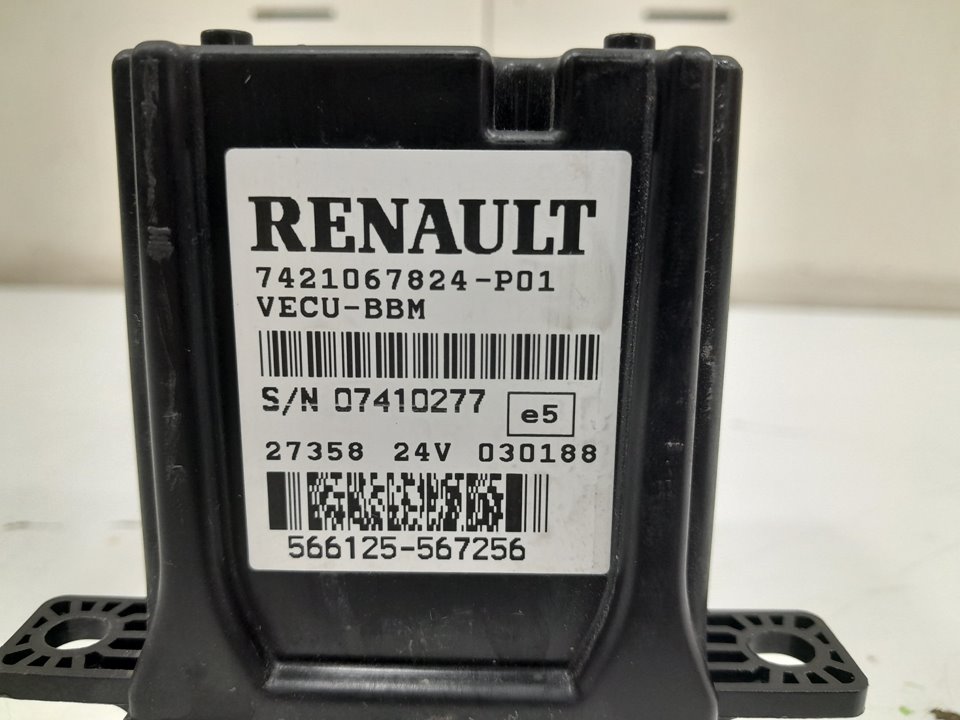 RENAULT
7421067824-P01
VECU-BBM
S/N 07410277
e5
27358 24V 030188
566125-567256